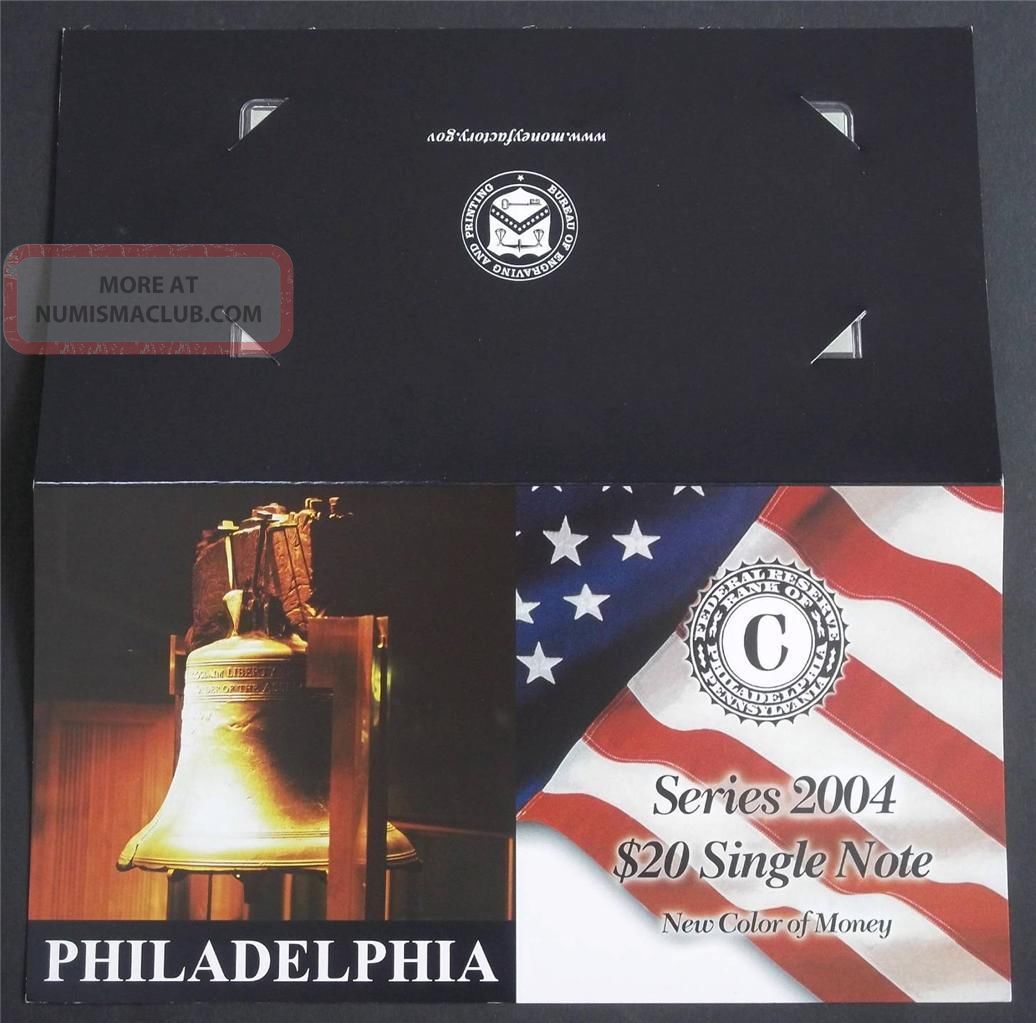 www.moneyfactory.gov
BUREAU OF ENGRAVING AND PRINTING
MORE AT
NUMISMACLUB.COM
LIBERTY
FEDERAL RESERVE
BANK OF
C
PHILADELPHIA
PENNSYLVANIA
Series 2004
$20 Single Note
New Color of Money
PHILADELPHIA